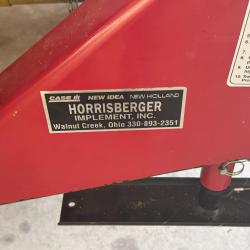 CASE IH NEW IDEA NEW HOLLAND
HORRISBERGER
IMPLEMENT, INC.
Walnut Creek, Ohio 330-893-2351